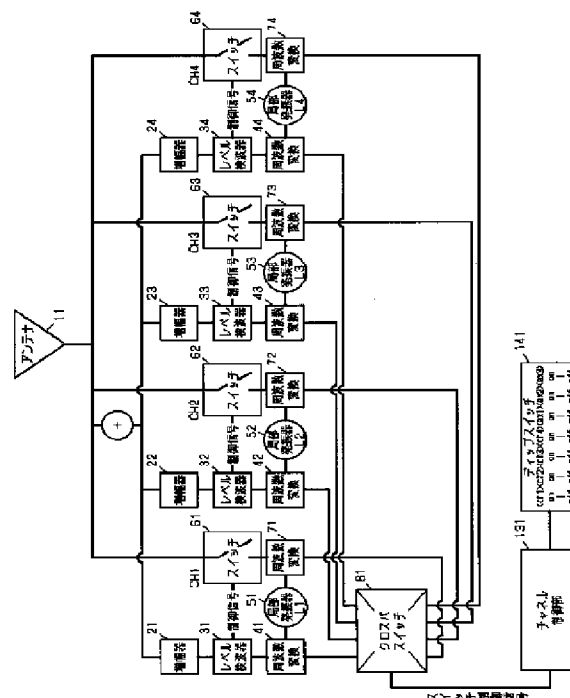 アンテナ
11
+
21
増幅器
31
レベル
検波器
制御信号
41
周波数
変換
51
局部
発振器
L1
CH1
61
スイッチ
71
周波数
変換
22
増幅器
32
レベル
検波器
制御信号
42
周波数
変換
52
局部
発振器
L2
CH2
62
スイッチ
72
周波数
変換
23
増幅器
33
レベル
検波器
制御信号
43
周波数
変換
53
局部
発振器
L3
CH3
63
スイッチ
73
周波数
変換
24
増幅器
34
レベル
検波器
制御信号
44
周波数
変換
54
局部
発振器
L4
CH4
64
スイッチ
74
周波数
変換
81
クロスバ
スイッチ
131
チャネル
制御部
141
ディップスイッチ
on on on on on on on